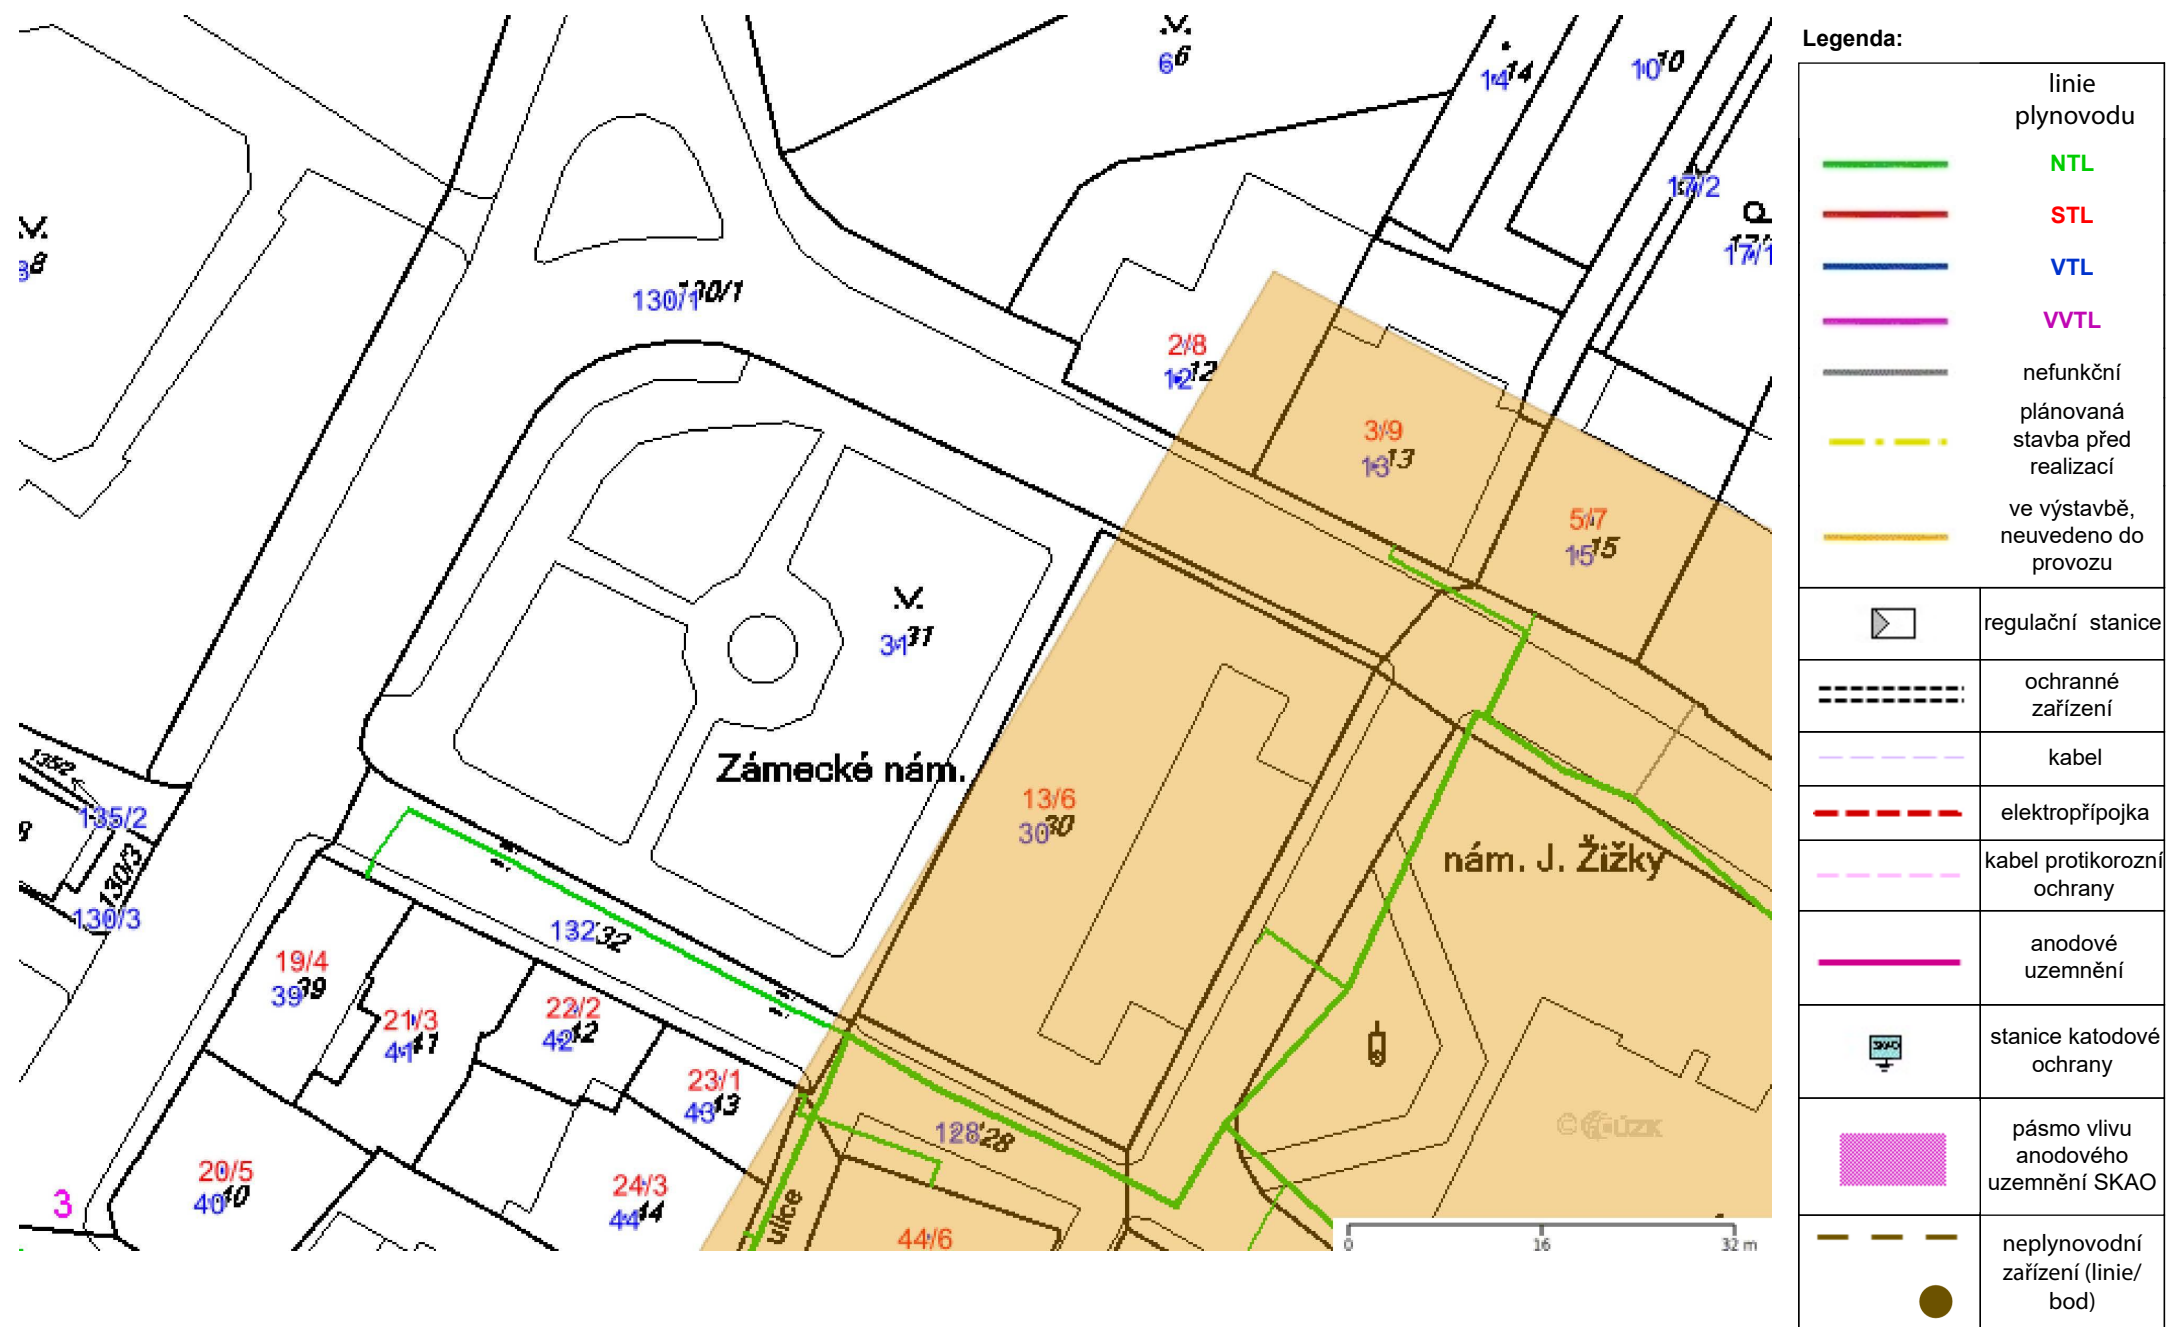 6 6
14 14
10 10
17/2
17/1
8
130/1 130/1
2/8
12 12
3/9
13 13
5/7
15 15
31 31
Zámecké nám.
135/2
135/2
130/3
130/3
13/6
30 30
nám. J. Žižky
132 32
19/4
39 39
21/3
41 41
22/2
42 42
23/1
43 43
128 28
20/5
40 40
24/3
44 44
3
ulice
44/6
© ČÚZK
0 16 32 m
Legenda:
linie
plynovodu
NTL
STL
VTL
VVTL
nefunkční
plánovaná
stavba před
realizací
ve výstavbě,
neuvedeno do
provozu
regulační stanice
ochranné
zařízení
kabel
elektropřípojka
kabel protikorozní
ochrany
anodové
uzemnění
SKAO
stanice katodové
ochrany
pásmo vlivu
anodového
uzemnění SKAO
neplynovodní
zařízení (linie/
bod)